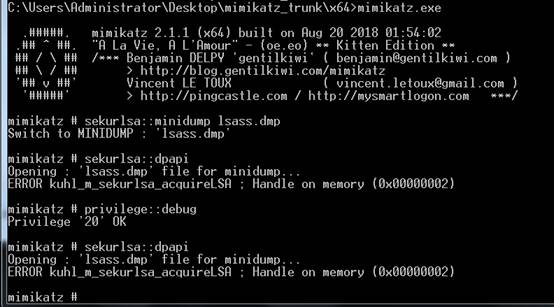 C:\Users\Administrator\Desktop\mimikatz_trunk\x64>mimikatz.exe
.#####. mimikatz 2.1.1 (x64) built on Aug 20 2018 01:54:02
.## ^ ##. "A La Vie, A L'Amour" - (oe.eo) ** Kitten Edition **
## / \ ## /*** Benjamin DELPY `gentilkiwi` ( benjamin@gentilkiwi.com )
## \ / ## > http://blog.gentilkiwi.com/mimikatz
'## v ##' Vincent LE TOUX ( vincent.letoux@gmail.com )
'#####' > http://pingcastle.com / http://mysmartlogon.com ***/
mimikatz # sekurlsa::minidump lsass.dmp
Switch to MINIDUMP : 'lsass.dmp'
mimikatz # sekurlsa::dpapi
Opening : 'lsass.dmp' file for minidump...
ERROR kuhl_m_sekurlsa_acquireLSA ; Handle on memory (0x00000002)
mimikatz # privilege::debug
Privilege '20' OK
mimikatz # sekurlsa::dpapi
Opening : 'lsass.dmp' file for minidump...
ERROR kuhl_m_sekurlsa_acquireLSA ; Handle on memory (0x00000002)
mimikatz #